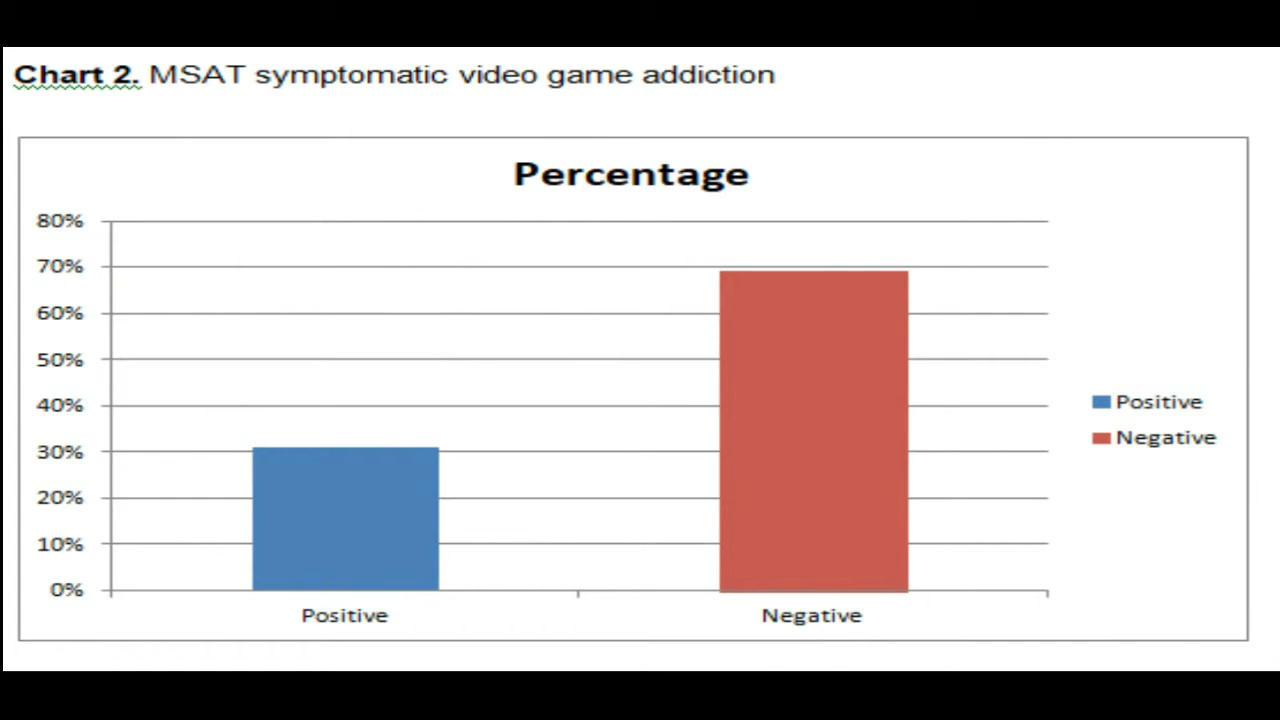 Chart 2. MSAT symptomatic video game addiction
Percentage
80%
70%
60%
50%
40%
30%
20%
10%
0%
Positive
Negative
Positive
Negative